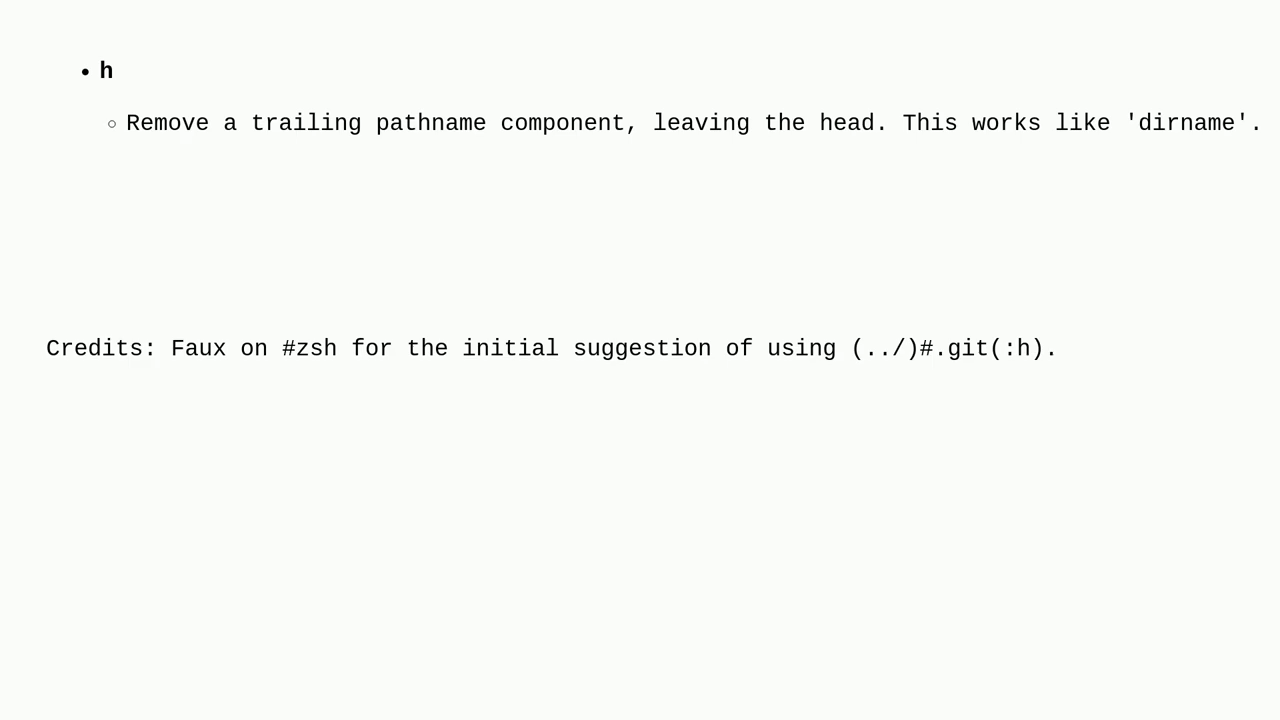 • h
◦ Remove a trailing pathname component, leaving the head. This works like 'dirname'.
Credits: Faux on #zsh for the initial suggestion of using (../)#.git(:h).